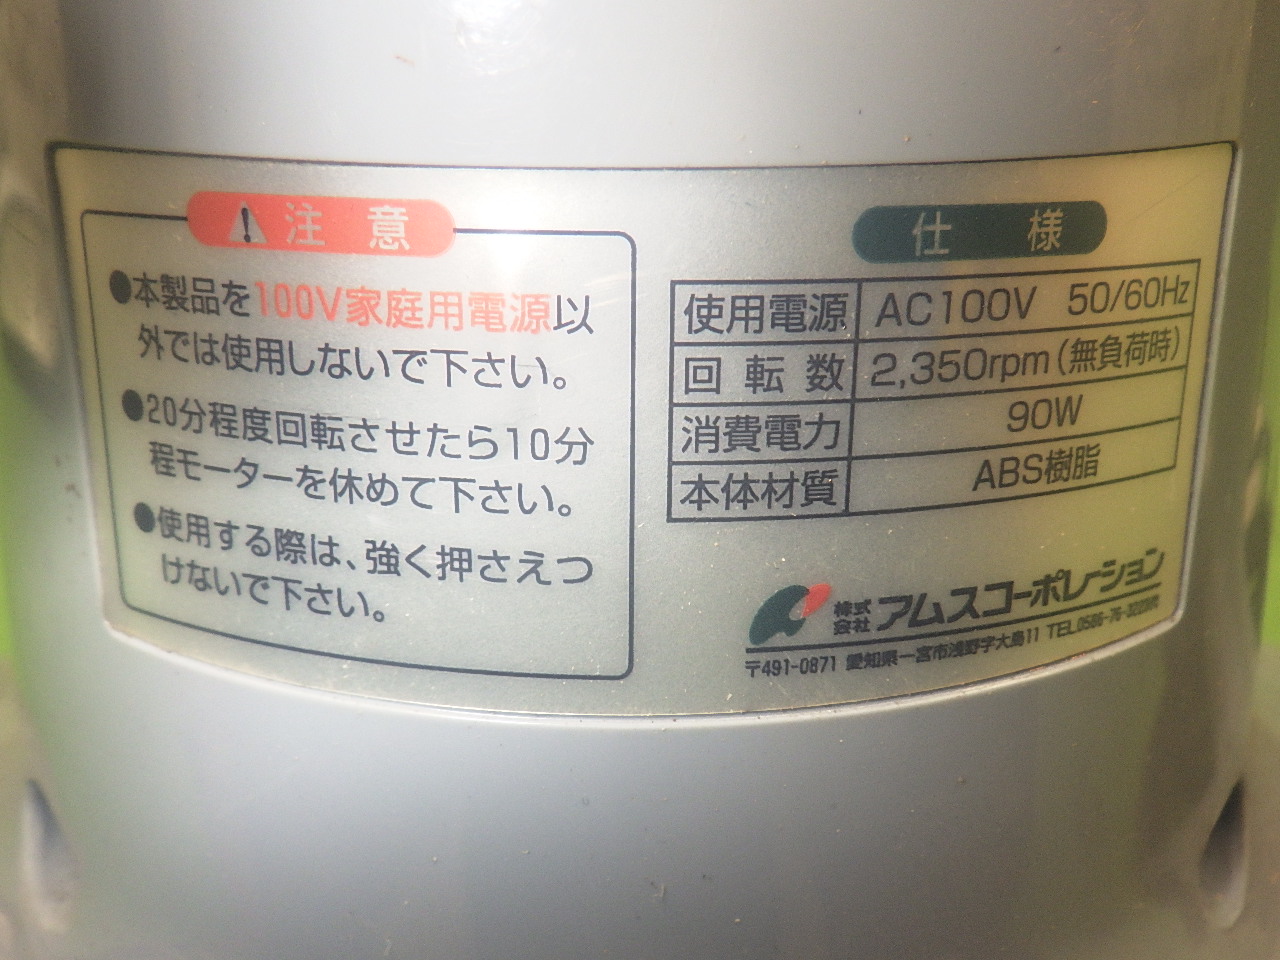 注意
●本製品を100V家庭用電源以
外では使用しないで下さい。
●20分程度回転させたら10分
程モーターを休めて下さい。
●使用する際は、強く押さえつ
けないで下さい。
仕様
使用電源 AC100V 50/60Hz
回転数 2,350rpm(無負荷時)
消費電力 90W
本体材質 ABS樹脂
株式会社 アムスコーポレーション
〒491-0871 愛知県一宮市浅野字大島11 TEL